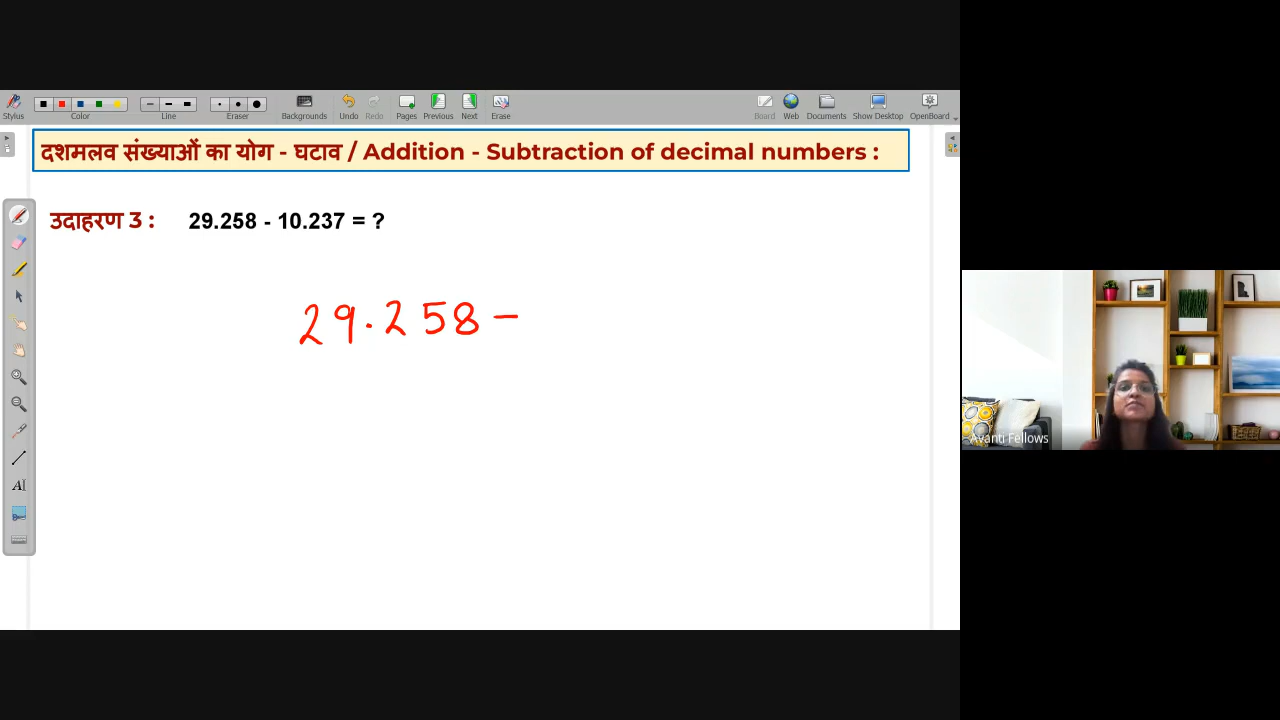 Stylus
Color
Line
Eraser
Backgrounds
Undo
Redo
Pages
Previous
Next
Erase
Board
Web
Documents
Show Desktop
OpenBoard
दशमलव संख्याओं का योग - घटाव / Addition - Subtraction of decimal numbers :
उदाहरण 3 : 29.258 - 10.237 = ?
29.258 -
Avanti Fellows